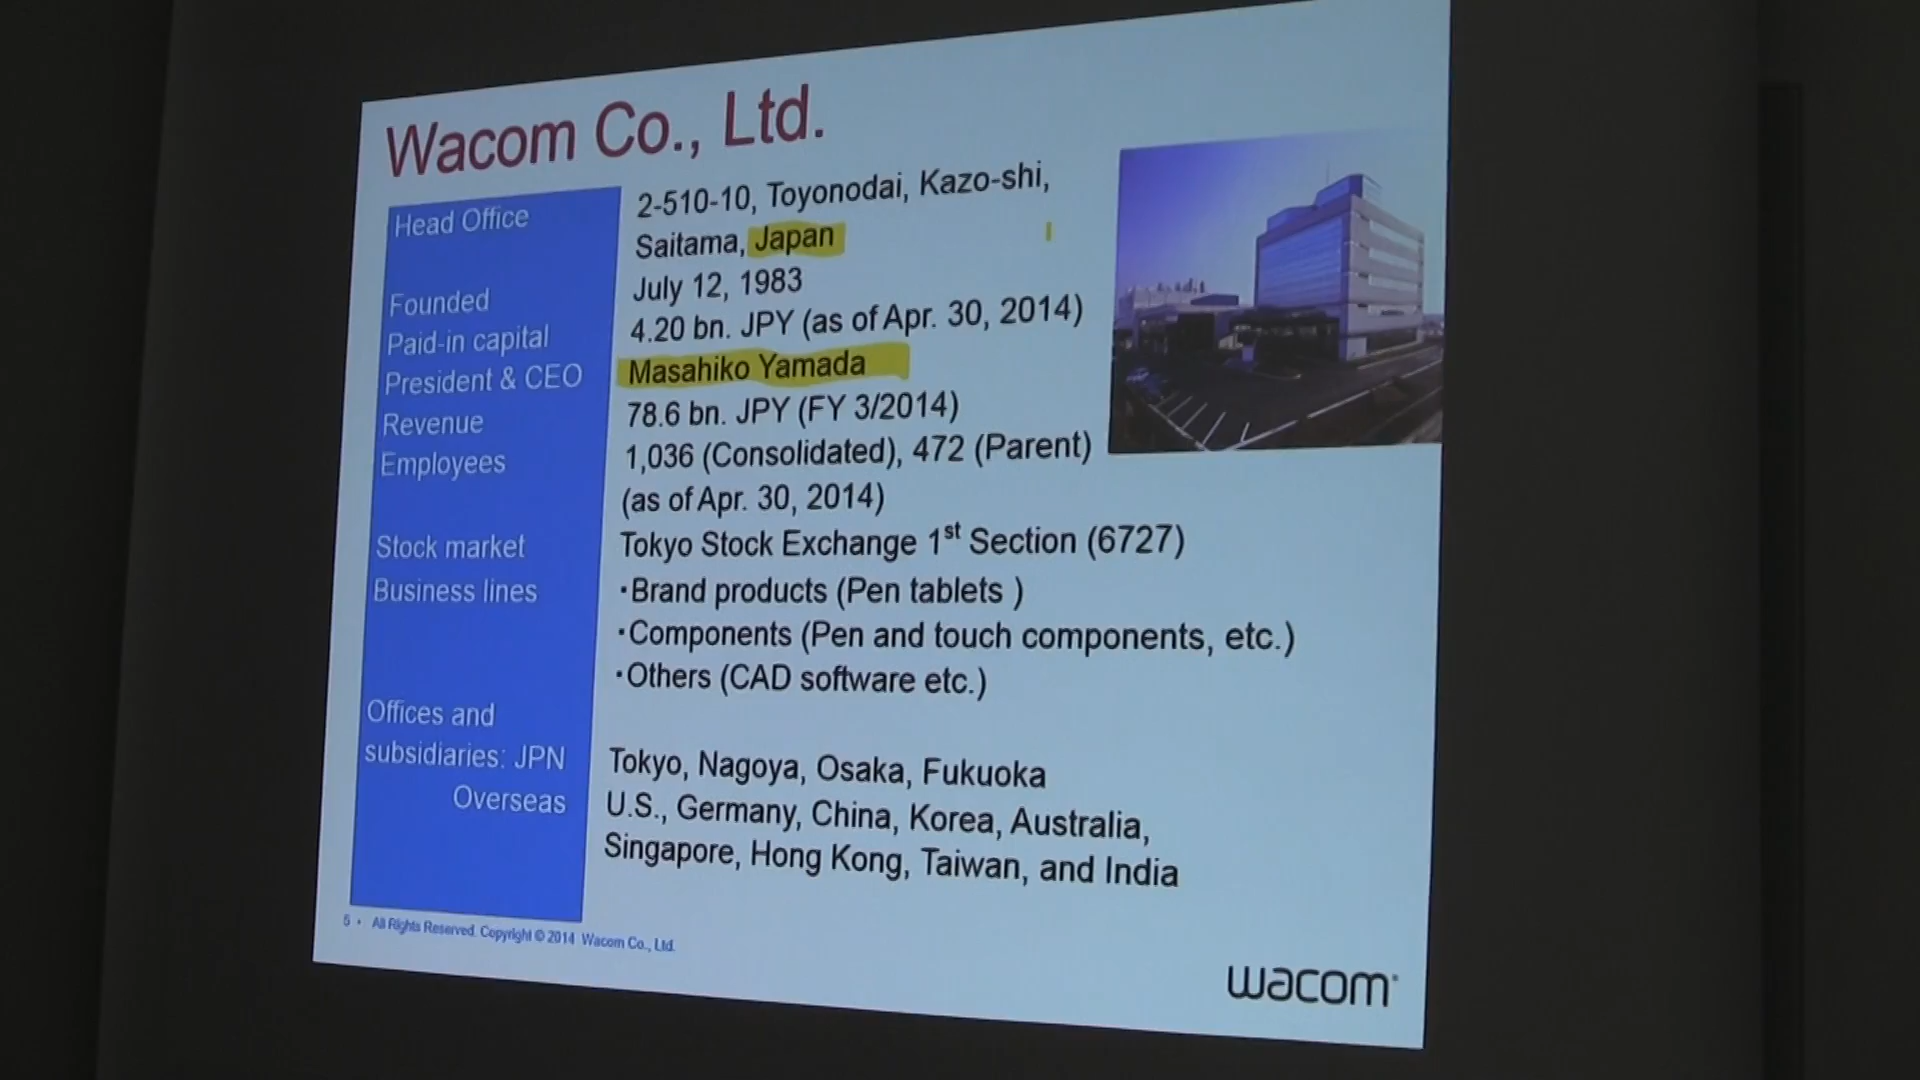 Wacom Co., Ltd.
Head Office
2-510-10, Toyonodai, Kazo-shi,
Saitama, Japan
Founded
July 12, 1983
Paid-in capital
4.20 bn. JPY (as of Apr. 30, 2014)
President & CEO
Masahiko Yamada
Revenue
78.6 bn. JPY (FY 3/2014)
Employees
1,036 (Consolidated), 472 (Parent)
(as of Apr. 30, 2014)
Stock market
Tokyo Stock Exchange 1st Section (6727)
Business lines
・Brand products (Pen tablets )
・Components (Pen and touch components, etc.)
・Others (CAD software etc.)
Offices and
subsidiaries: JPN
Tokyo, Nagoya, Osaka, Fukuoka
Overseas
U.S., Germany, China, Korea, Australia,
Singapore, Hong Kong, Taiwan, and India
5 • All Rights Reserved. Copyright © 2014 Wacom Co., Ltd.
wacom